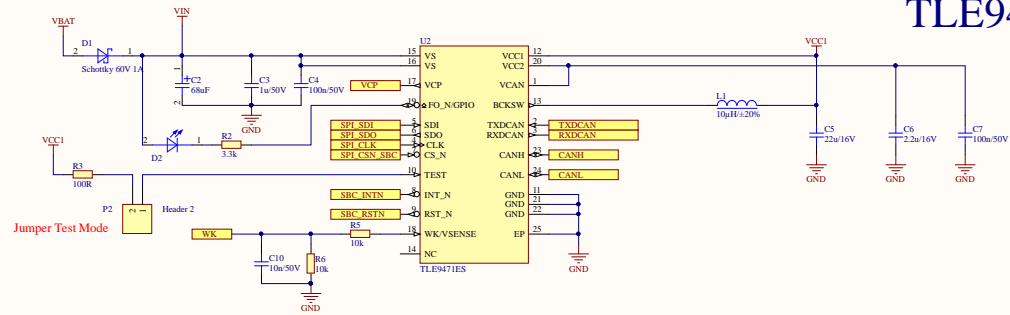 TLE94
VBAT
VIN
VCC1
D1
2 1
Schottky 60V 1A
1
C2
68uF
2
C3
1u/50V
C4
100n/50V
GND
VCP
U2
15 VS
16 VS
17 VCP
19 FO_N/GPIO
5 SDI
6 SDO
4 CLK
7 CS_N
10 TEST
8 INT_N
9 RST_N
18 WK/VSENSE
14 NC
VCC1 12
VCC2 20
VCAN 1
BCKSW 13
TXDCAN 2
RXDCAN 3
CANH 23
CANL 24
GND 11
GND 21
GND 22
EP 25
TLE9471ES
SPI_SDI
SPI_SDO
SPI_CLK
SPI_CSN_SBC
SBC_INTN
SBC_RSTN
TXDCAN
RXDCAN
CANH
CANL
L1
10µH/±20%
C5
22u/16V
GND
C6
2.2u/16V
GND
C7
100n/50V
GND
GND
2 1
D2
R2
3.3k
VCC1
R3
100R
P2
2 1
Header 2
Jumper Test Mode
WK
C10
10n/50V
R6
10k
R5
10k
GND